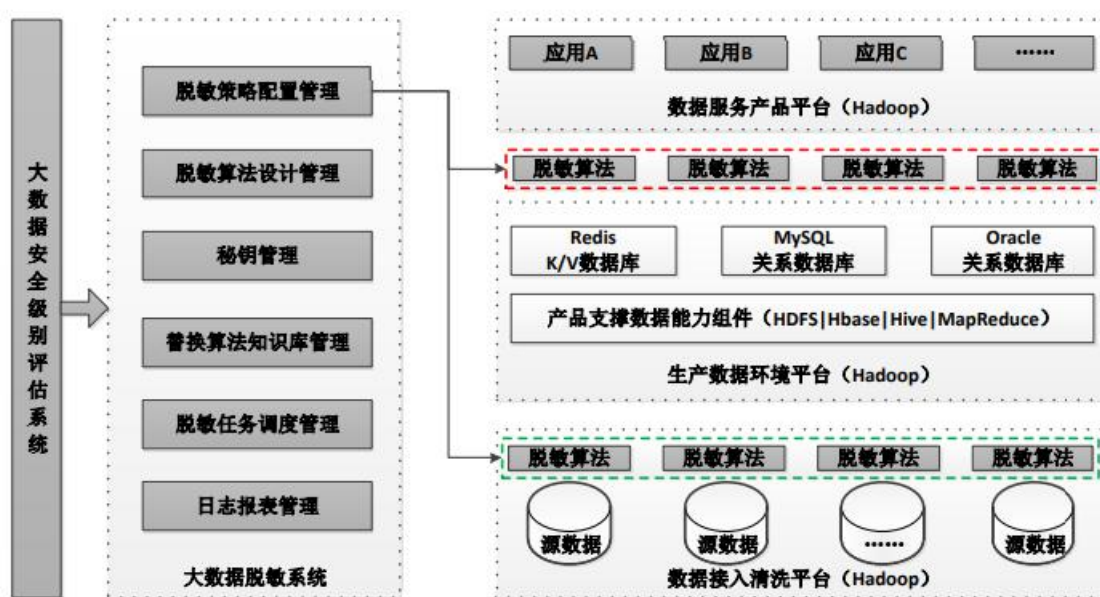 大数据安全级别评估系统
脱敏策略配置管理
脱敏算法设计管理
秘钥管理
替换算法知识库管理
脱敏任务调度管理
日志报表管理
大数据脱敏系统
应用A 应用B 应用C ……
数据服务产品平台（Hadoop）
脱敏算法 脱敏算法 脱敏算法 脱敏算法
Redis MySQL Oracle
K/V数据库 关系数据库 关系数据库
产品支撑数据能力组件（HDFS|Hbase|Hive|MapReduce）
生产数据环境平台（Hadoop）
脱敏算法 脱敏算法 脱敏算法 脱敏算法
源数据 源数据 …… 源数据
数据接入清洗平台（Hadoop）